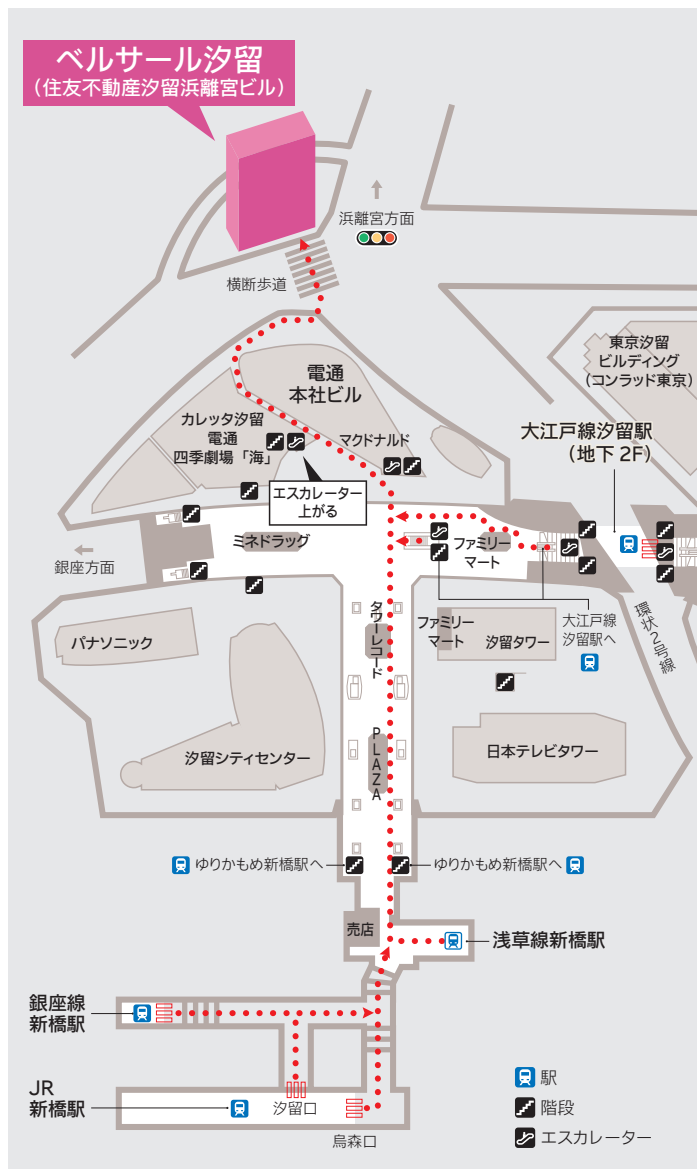 ベルサール汐留
(住友不動産汐留浜離宮ビル)
浜離宮方面
横断歩道
東京汐留
ビルディング
(コンラッド東京)
電通
本社ビル
カレッタ汐留
電通
四季劇場「海」
マクドナルド
大江戸線汐留駅
(地下 2F)
エスカレーター
上がる
ミネドラッグ
ファミリー
マート
銀座方面
タワーレコード
ファミリー
マート
汐留タワー
大江戸線
汐留駅へ
環状2号線
パナソニック
汐留シティセンター
PLAZA
日本テレビタワー
ゆりかもめ新橋駅へ
ゆりかもめ新橋駅へ
売店
浅草線新橋駅
銀座線
新橋駅
JR
新橋駅
汐留口
烏森口
駅
階段
エスカレーター